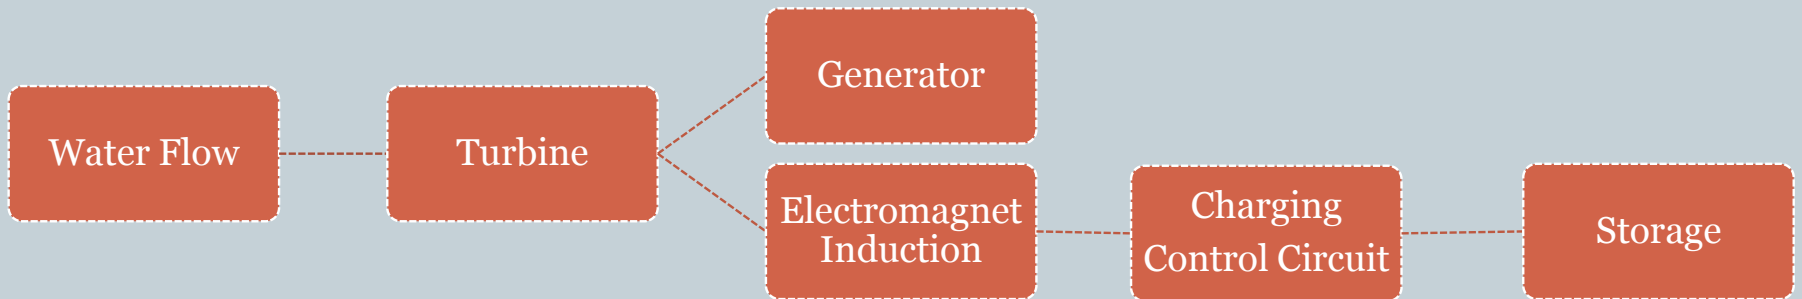 Water Flow
Turbine
Generator
Electromagnet
Induction
Charging
Control Circuit
Storage